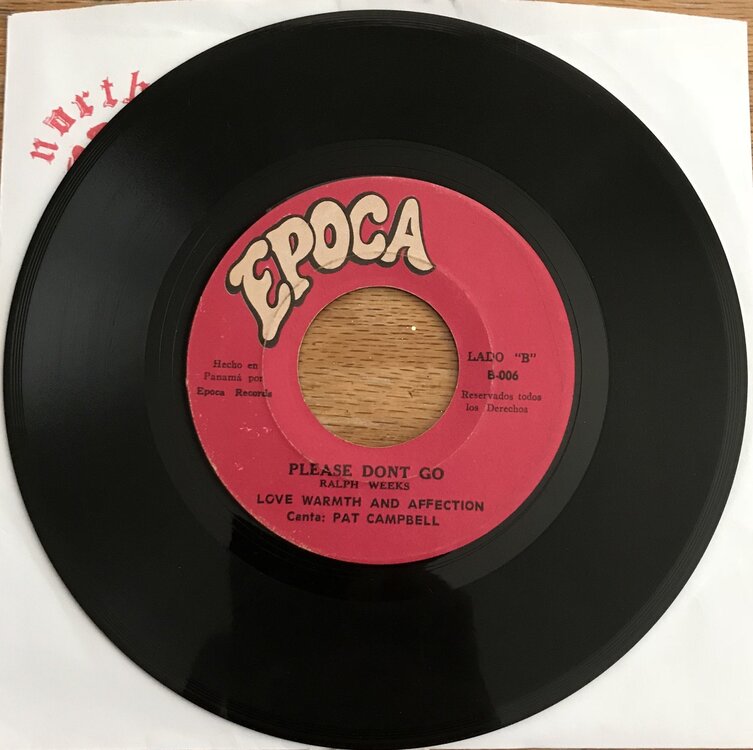 north
EPOCA
Hecho en
Panamá por
Epoca Records
LADO "B"
B-006
Reservados todos
los Derechos
PLEASE DONT GO
RALPH WEEKS
LOVE WARMTH AND AFFECTION
Canta: PAT CAMPBELL